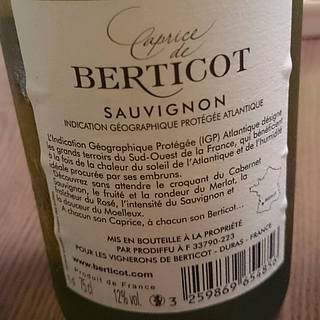 Caprice
de
BERTICOT
SAUVIGNON
INDICATION GÉOGRAPHIQUE PROTÉGÉE ATLANTIQUE
L'Indication Géographique Protégée (IGP) Atlantique désigne
les grands terroirs du Sud-Ouest de la France, qui bénéficient
à la fois de la chaleur du soleil de l'Atlantique et de l'humidité
idéale procurée par ses embruns.
Découvrez sans attendre le croquant du Cabernet
Sauvignon, le fruité et la rondeur du Merlot, la
fraîcheur du Rosé, l'intensité du Sauvignon et
la douceur du Moelleux.
A chacun son Caprice, à chacun son Berticot...
MIS EN BOUTEILLE À LA PROPRIÉTÉ
PAR PRODIFFU À F 33790-223
POUR LES VIGNERONS DE BERTICOT - DURAS - FRANCE
www.berticot.com
Produit de France
75 cl 12% vol.
3 259869